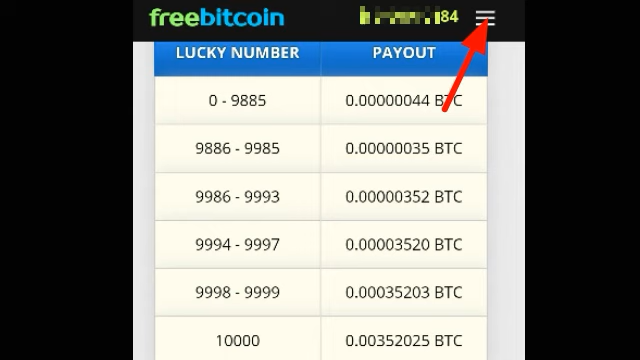 freebitcoin 84
LUCKY NUMBER PAYOUT
0 - 9885 0.00000044 BTC
9886 - 9985 0.00000035 BTC
9986 - 9993 0.00000352 BTC
9994 - 9997 0.00003520 BTC
9998 - 9999 0.00035203 BTC
10000 0.00352025 BTC